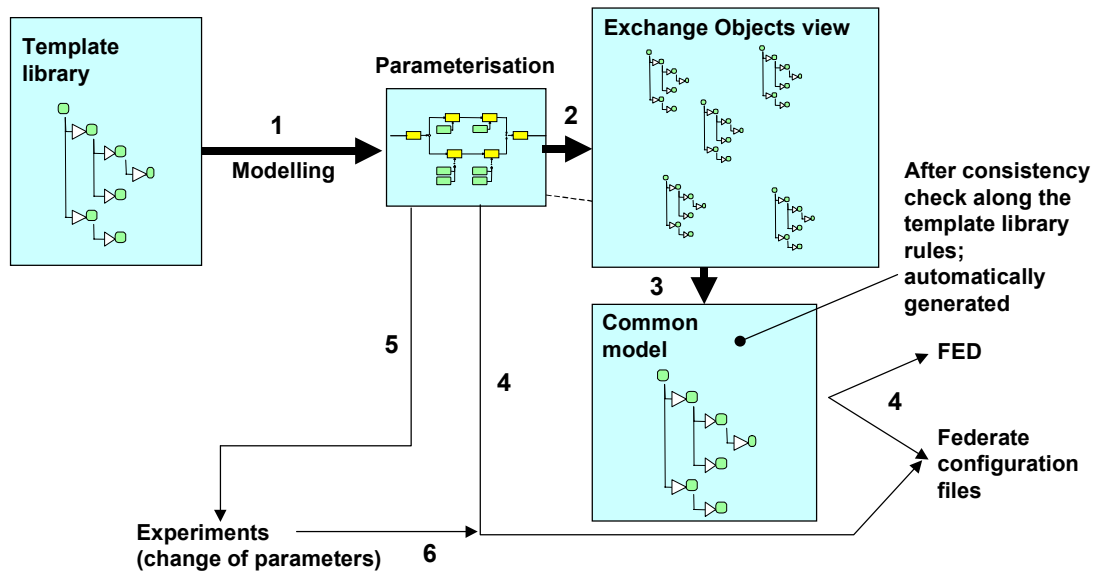 Template
library
1
Modelling
Parameterisation
2
Exchange Objects view
3
After consistency
check along the
template library
rules;
automatically
generated
Common
model
5
4
FED
4
Federate
configuration
files
Experiments
(change of parameters)
6